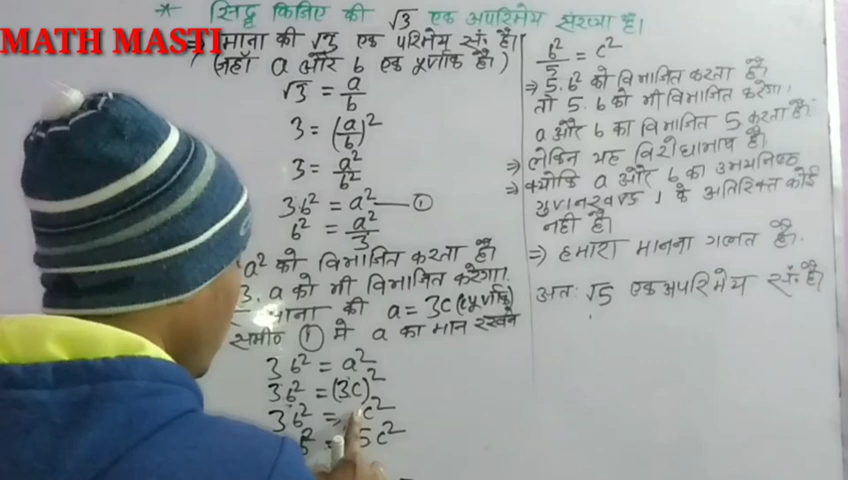 * सिद्ध किजिए की √3 एक अपरिमेय संख्या है।
MATH MASTI
माना की √3 एक परिमेय सं. है।
(जहाँ a और b एक पूर्णांक है।)
√3 = a/b
3 = (a/b)²
3 = a²/b²
3b² = a² — ①
b² = a²/3
a² को विभाजित करता है।
3. a को भी विभाजित करेगा.
माना की a = 3c (पूर्णांक)
समी० ① मे a का मान रखने
3b² = a²
3b² = (3c)²
3b² = c²
² = 5c²
b²/5 = c²
⇒ 5. b² को विभाजित करता है।
तो 5. b को भी विभाजित करेगा.
a और b का विभाजित 5 करता है।
⇒ लेकिन यह विरोधाभाष है।
⇒ क्योकि a और b का उभयनिष्ठ
गुणनखण्ड 1 के अतिरिक्त कोई
नही है।
⇒ हमारा मानना गलत है.
अतः √5 एक अपरिमेय सं. है।